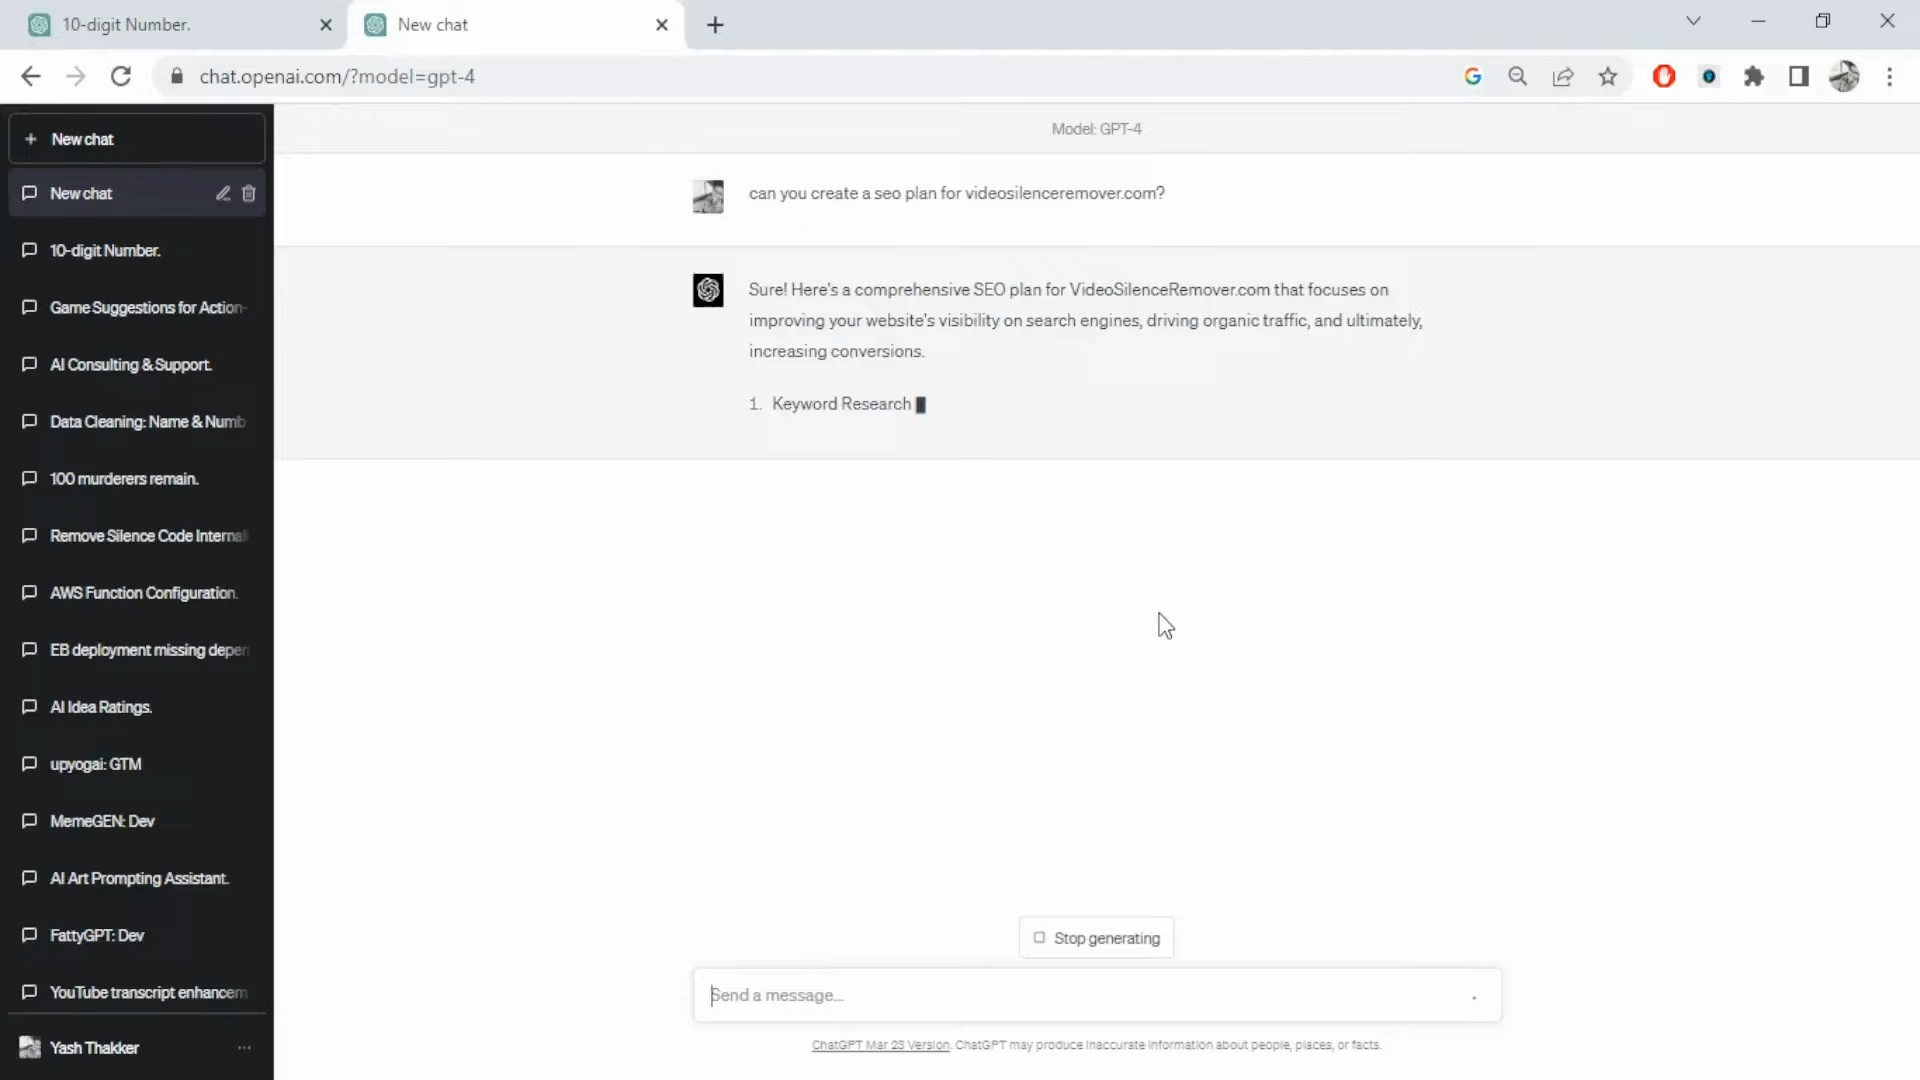 10-digit Number.
New chat
chat.openai.com/?model=gpt-4
New chat
New chat
10-digit Number.
Game Suggestions for Action-
AI Consulting & Support.
Data Cleaning: Name & Numb
100 murderers remain.
Remove Silence Code Internal
AWS Function Configuration.
EB deployment missing depen
AI Idea Ratings.
upyogai: GTM
MemeGEN: Dev
AI Art Prompting Assistant.
FattyGPT: Dev
YouTube transcript enhancem
Yash Thakker
Model: GPT-4
can you create a seo plan for videosilenceremover.com?
Sure! Here's a comprehensive SEO plan for VideoSilenceRemover.com that focuses on
improving your website's visibility on search engines, driving organic traffic, and ultimately,
increasing conversions.
1. Keyword Research
Stop generating
Send a message...
ChatGPT Mar 23 Version. ChatGPT may produce inaccurate information about people, places, or facts.